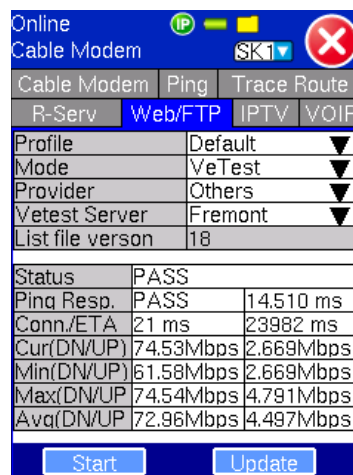 Online
IP
Cable Modem
SK1
Cable Modem Ping Trace Route
R-Serv Web/FTP IPTV VOIP
Profile Default
Mode VeTest
Provider Others
Vetest Server Fremont
List file verson 18
Status PASS
Ping Resp. PASS 14.510 ms
Conn./ETA 21 ms 23982 ms
Cur(DN/UP) 74.53Mbps 2.669Mbps
Min(DN/UP) 61.58Mbps 2.669Mbps
Max(DN/UP 74.54Mbps 4.791Mbps
Avg(DN/UP 72.96Mbps 4.497Mbps
Start Update